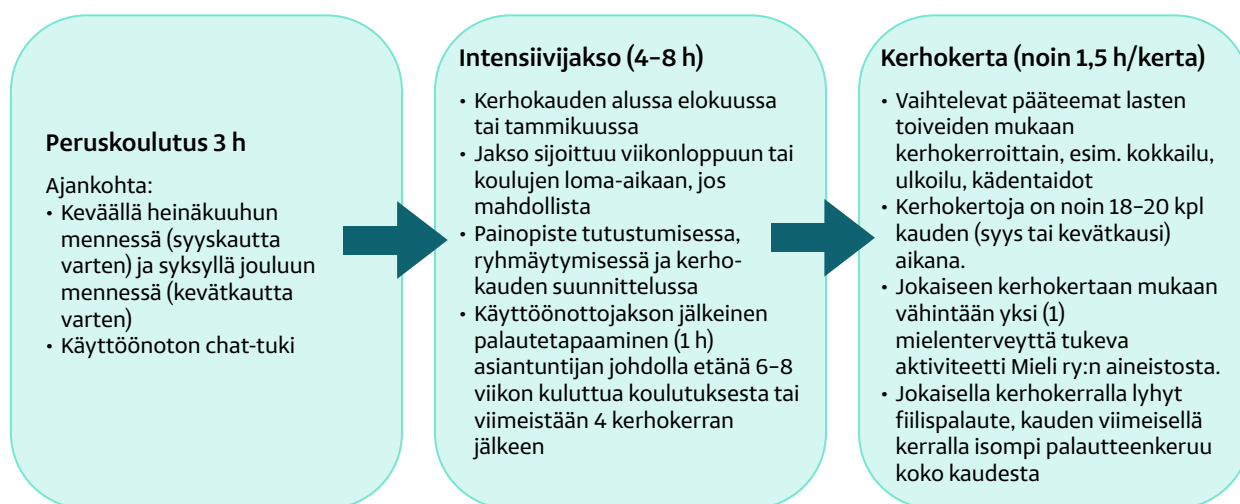 Peruskoulutus 3 h
Ajankohta:
• Keväällä heinäkuuhun
mennessä (syyskautta
varten) ja syksyllä jouluun
mennessä (kevätkautta
varten)
• Käyttöönoton chat-tuki
Intensiivijakso (4–8 h)
• Kerhokauden alussa elokuussa
tai tammikuussa
• Jakso sijoittuu viikonloppuun tai
koulujen loma-aikaan, jos
mahdollista
• Painopiste tutustumisessa,
ryhmäytymisessä ja kerho-
kauden suunnittelussa
• Käyttöönottojakson jälkeinen
palautetapaaminen (1 h)
asiantuntijan johdolla etänä 6–8
viikon kuluttua koulutuksesta tai
viimeistään 4 kerhokerran
jälkeen
Kerhokerta (noin 1,5 h/kerta)
• Vaihtelevat pääteemat lasten
toiveiden mukaan
kerhokerroittain, esim. kokkailu,
ulkoilu, kädentaidot
• Kerhokertoja on noin 18–20 kpl
kauden (syys tai kevätkausi)
aikana.
• Jokaiseen kerhokertaan mukaan
vähintään yksi (1)
mielenterveyttä tukeva
aktiviteetti Mieli ry:n aineistosta.
• Jokaisella kerhokerralla lyhyt
fiilispalaute, kauden viimeisellä
kerralla isompi palautteenkeruu
koko kaudesta